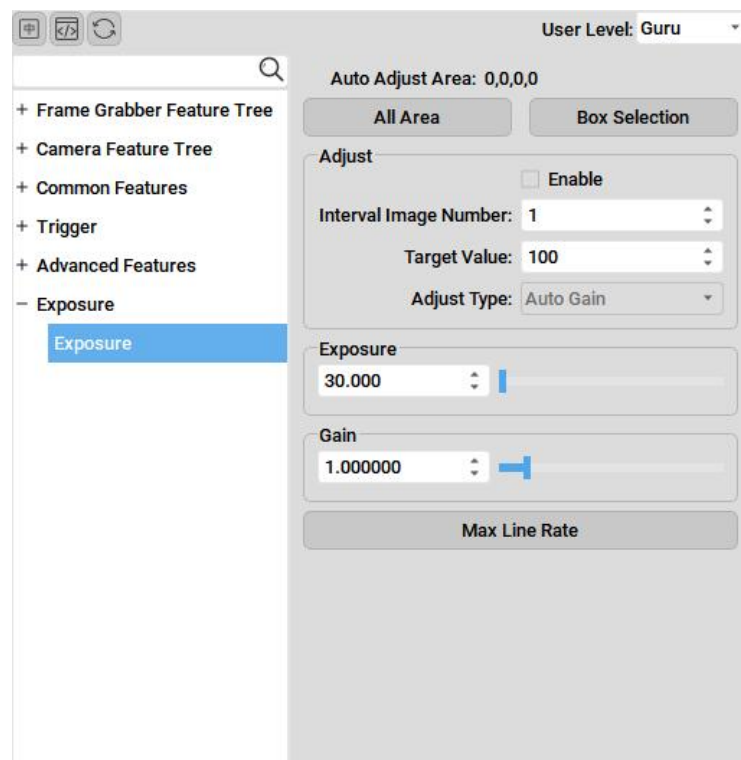 中 </> User Level: Guru
Auto Adjust Area: 0,0,0,0
+ Frame Grabber Feature Tree
+ Camera Feature Tree
+ Common Features
+ Trigger
+ Advanced Features
− Exposure
Exposure
All Area Box Selection
Adjust
Enable
Interval Image Number: 1
Target Value: 100
Adjust Type: Auto Gain
Exposure
30.000
Gain
1.000000
Max Line Rate